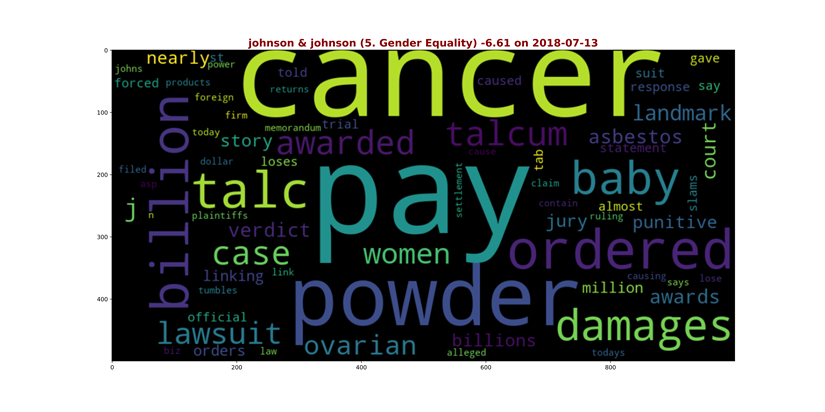 johnson & johnson (5. Gender Equality) -6.61 on 2018-07-13
0
100
200
300
400
0
200
400
600
800
nearly
st
power
johns
forced
products
cancer
told
returns
caused
suit
response
gave
say
foreign
firm
landmark
billion
today
story
memorandum
trial
awarded
talcum
cause
asbestos
statement
court
tab
filed
asp
dollar
loses
talc
pay
settlement
claim
baby
slams
j
n
plaintiffs
contain
almost
verdict
jury
ruling
punitive
case
women
ordered
linking
link
tumbles
powder
causing
says
lose
million
awards
official
lawsuit
damages
biz
orders
law
ovarian
billions
alleged
todays